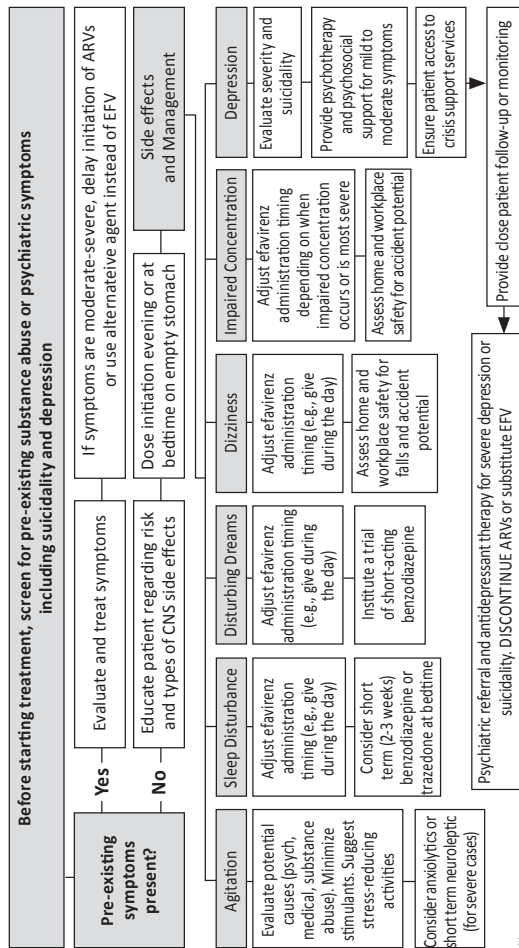 Before starting treatment, screen for pre-existing substance abuse or psychiatric symptoms
including suicidality and depression
Pre-existing
symptoms
present?
Yes
Evaluate and treat symptoms
If symptoms are moderate-severe, delay initiation of ARVs
or use alternateive agent instead of EFV
No
Educate patient regarding risk
and types of CNS side effects
Dose initiation evening or at
bedtime on empty stomach
Side effects
and Management
Agitation
Evaluate potential
causes (psych,
medical, substance
abuse). Minimize
stimulants. Suggest
stress-reducing
activities
Consider anxiolytics or
short term neuroleptic
(for severe cases)
Sleep Disturbance
Adjust efavirenz
administration
timing (e.g., give
during the day)
Consider short
term (2-3 weeks)
benzodiazepine or
trazedone at bedtime
Disturbing Dreams
Adjust efavirenz
administration timing
(e.g., give during
the day)
Institute a trial
of short-acting
benzodiazepine
Dizziness
Adjust efavirenz
administration
timing (e.g., give
during the day)
Assess home and
workplace safety for
falls and accident
potential
Impaired Concentration
Adjust efavirenz
administration timing
depending on when
impaired concentration
occurs or is most severe
Assess home and workplace
safety for accident potential
Depression
Evaluate severity and
suicidality
Provide psychotherapy
and psychosocial
support for mild to
moderate symptoms
Ensure patient access to
crisis support services
Provide close patient follow-up or monitoring
Psychiatric referral and antidepressant therapy for severe depression or
suicidality. DISCONTINUE ARVs or substitute EFV